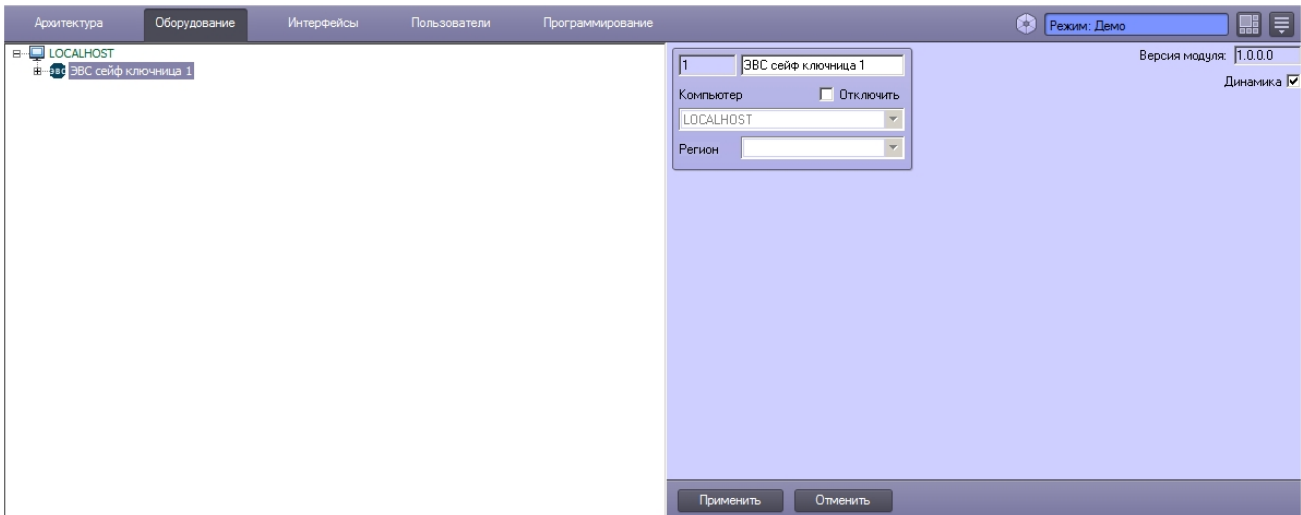 Архитектура Оборудование Интерфейсы Пользователи Программирование Режим: Демо
LOCALHOST
ЭВС ЭВС сейф ключница 1
1 ЭВС сейф ключница 1
Компьютер Отключить
LOCALHOST
Регион
Версия модуля: 1.0.0.0
Динамика
Применить Отменить